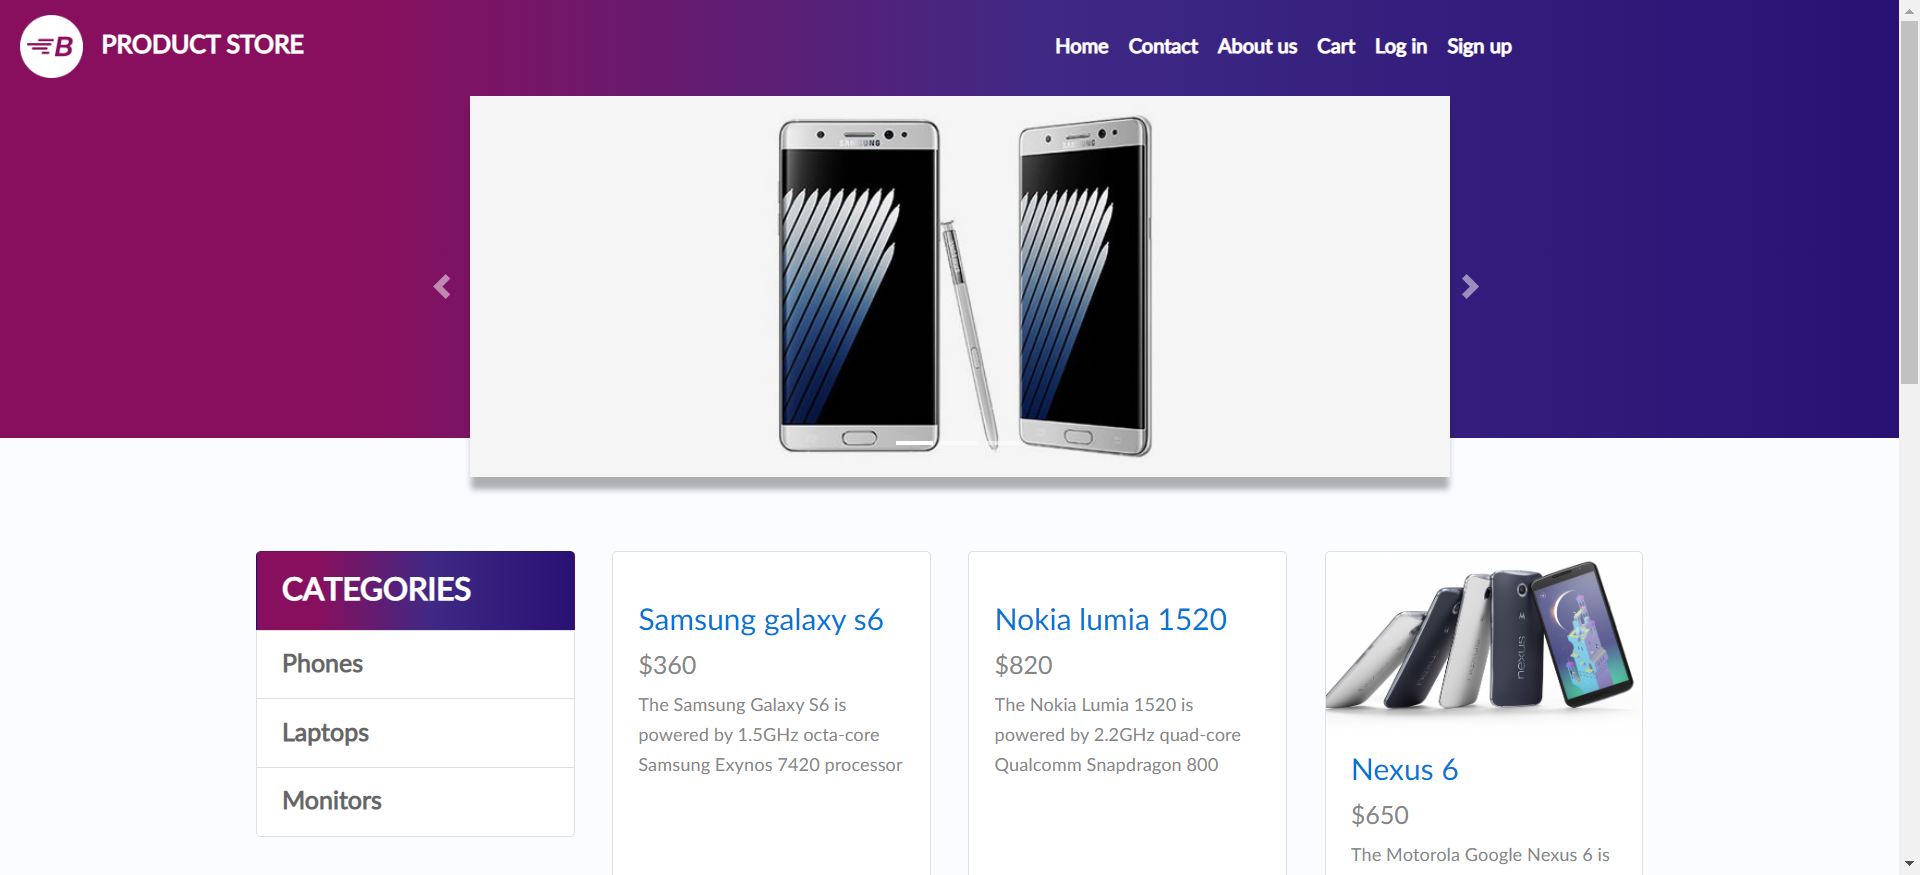 B PRODUCT STORE
Home Contact About us Cart Log in Sign up
SAMSUNG
SAMSUNG
CATEGORIES
Phones
Laptops
Monitors
Samsung galaxy s6
$360
The Samsung Galaxy S6 is
powered by 1.5GHz octa-core
Samsung Exynos 7420 processor
Nokia lumia 1520
$820
The Nokia Lumia 1520 is
powered by 2.2GHz quad-core
Qualcomm Snapdragon 800
nexus
Nexus 6
$650
The Motorola Google Nexus 6 is